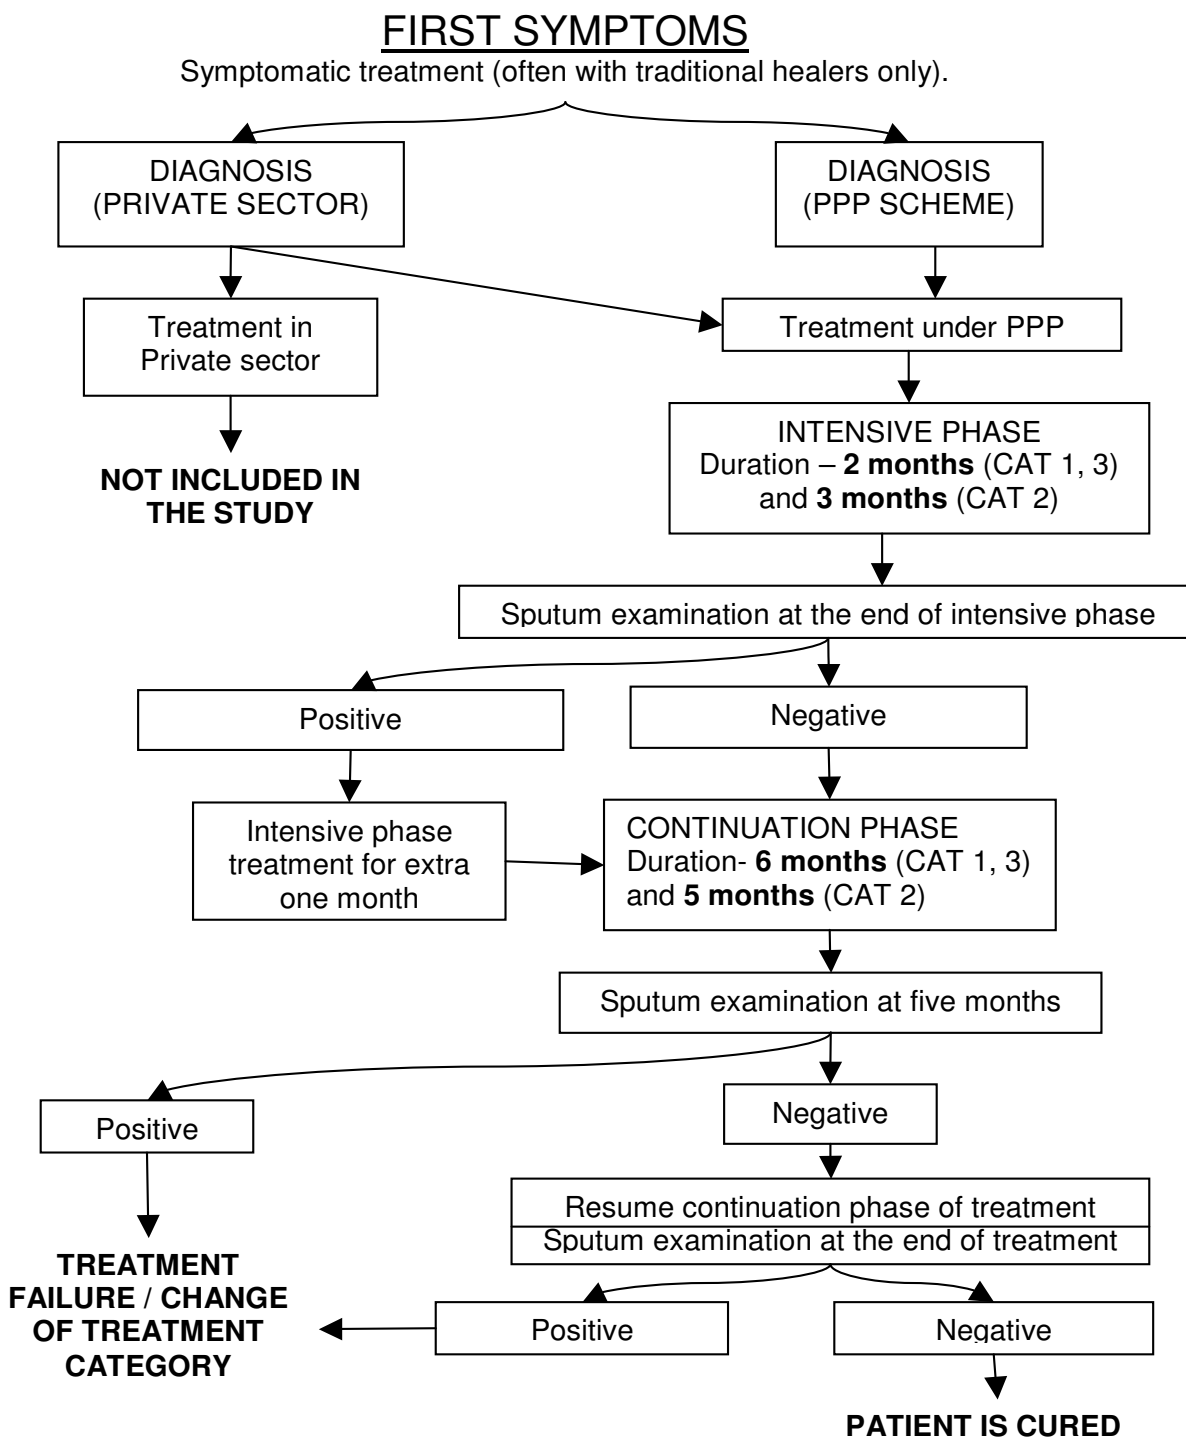 FIRST SYMPTOMS
Symptomatic treatment (often with traditional healers only).
DIAGNOSIS
(PRIVATE SECTOR)
DIAGNOSIS
(PPP SCHEME)
Treatment in
Private sector
Treatment under PPP
NOT INCLUDED IN
THE STUDY
INTENSIVE PHASE
Duration – 2 months (CAT 1, 3)
and 3 months (CAT 2)
Sputum examination at the end of intensive phase
Positive
Negative
Intensive phase
treatment for extra
one month
CONTINUATION PHASE
Duration- 6 months (CAT 1, 3)
and 5 months (CAT 2)
Sputum examination at five months
Positive
Negative
Resume continuation phase of treatment
Sputum examination at the end of treatment
TREATMENT
FAILURE / CHANGE
OF TREATMENT
CATEGORY
Positive
Negative
PATIENT IS CURED